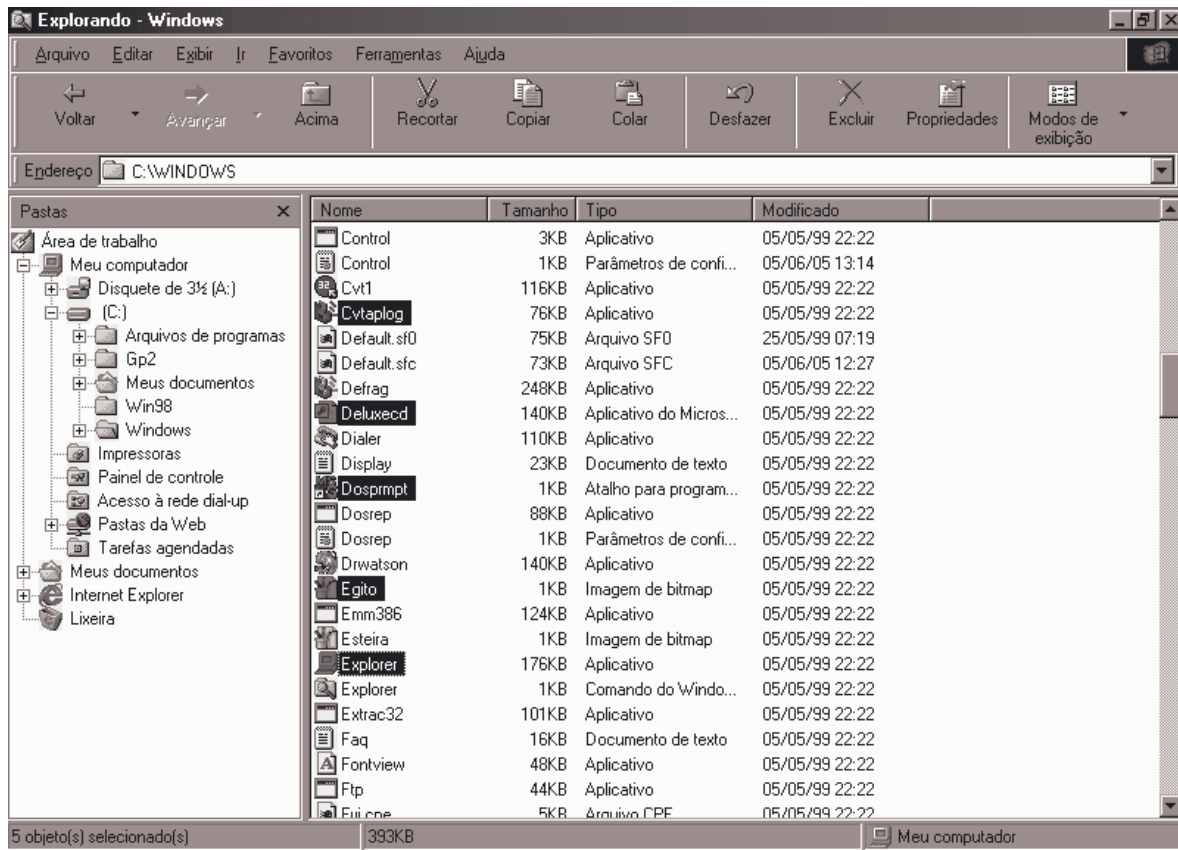 Explorando - Windows
Arquivo Editar Exibir Ir Favoritos Ferramentas Ajuda
Voltar Avançar Acima Recortar Copiar Colar Desfazer Excluir Propriedades Modos de exibição
Endereço C:\WINDOWS
Pastas
Área de trabalho
Meu computador
Disquete de 3½ (A:)
(C:)
Arquivos de programas
Gp2
Meus documentos
Win98
Windows
Impressoras
Painel de controle
Acesso à rede dial-up
Pastas da Web
Tarefas agendadas
Meus documentos
Internet Explorer
Lixeira
Nome Tamanho Tipo Modificado
Control 3KB Aplicativo 05/05/99 22:22
Control 1KB Parâmetros de confi... 05/06/05 13:14
Cvt1 116KB Aplicativo 05/05/99 22:22
Cvtaplog 76KB Aplicativo 05/05/99 22:22
Default.sf0 75KB Arquivo SF0 25/05/99 07:19
Default.sfc 73KB Arquivo SFC 05/06/05 12:27
Defrag 248KB Aplicativo 05/05/99 22:22
Deluxecd 140KB Aplicativo do Micros... 05/05/99 22:22
Dialer 110KB Aplicativo 05/05/99 22:22
Display 23KB Documento de texto 05/05/99 22:22
Dosprmpt 1KB Atalho para program... 05/05/99 22:22
Dosrep 88KB Aplicativo 05/05/99 22:22
Dosrep 1KB Parâmetros de confi... 05/05/99 22:22
Drwatson 140KB Aplicativo 05/05/99 22:22
Egito 1KB Imagem de bitmap 05/05/99 22:22
Emm386 124KB Aplicativo 05/05/99 22:22
Esteira 1KB Imagem de bitmap 05/05/99 22:22
Explorer 176KB Aplicativo 05/05/99 22:22
Explorer 1KB Comando do Windo... 05/05/99 22:22
Extrac32 101KB Aplicativo 05/05/99 22:22
Faq 16KB Documento de texto 05/05/99 22:22
Fontview 48KB Aplicativo 05/05/99 22:22
Ftp 44KB Aplicativo 05/05/99 22:22
5KB Arquivo CPE 05/05/99 22:22
5 objeto(s) selecionado(s) 393KB Meu computador